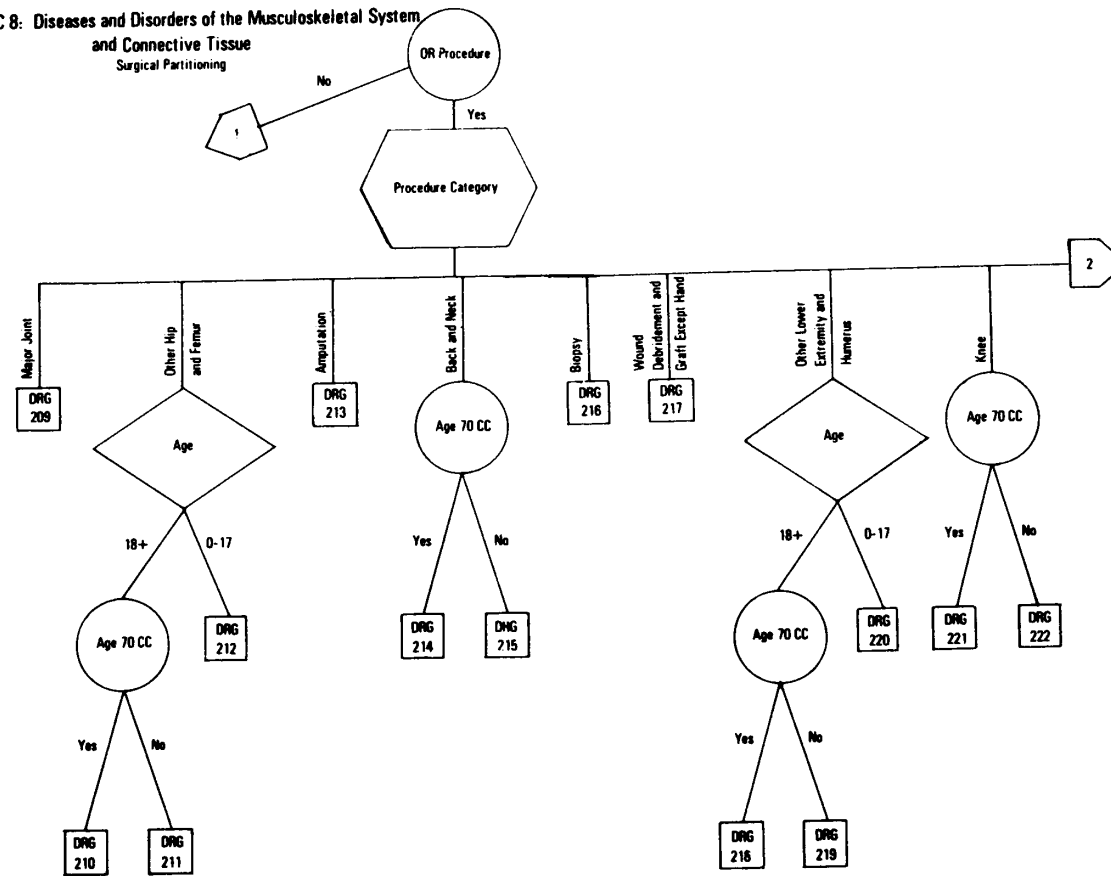 C 8: Diseases and Disorders of the Musculoskeletal System
and Connective Tissue
Surgical Partitioning
OR Procedure
No
Yes
1
Procedure Category
2
Major Joint
Other Hip
and Femur
Amputation
Back and Neck
Biopsy
Wound
Debridement and
Graft Except Hand
Other Lower
Extremity and
Humerus
Knee
DRG
209
Age
DRG
213
Age 70 CC
DRG
216
DRG
217
Age
Age 70 CC
18+
0-17
Yes
No
18+
0-17
Yes
No
Age 70 CC
DRG
212
DRG
214
DHG
215
Age 70 CC
DRG
220
DRG
221
DRG
222
Yes
No
Yes
No
DRG
210
DRG
211
DRG
218
DRG
219